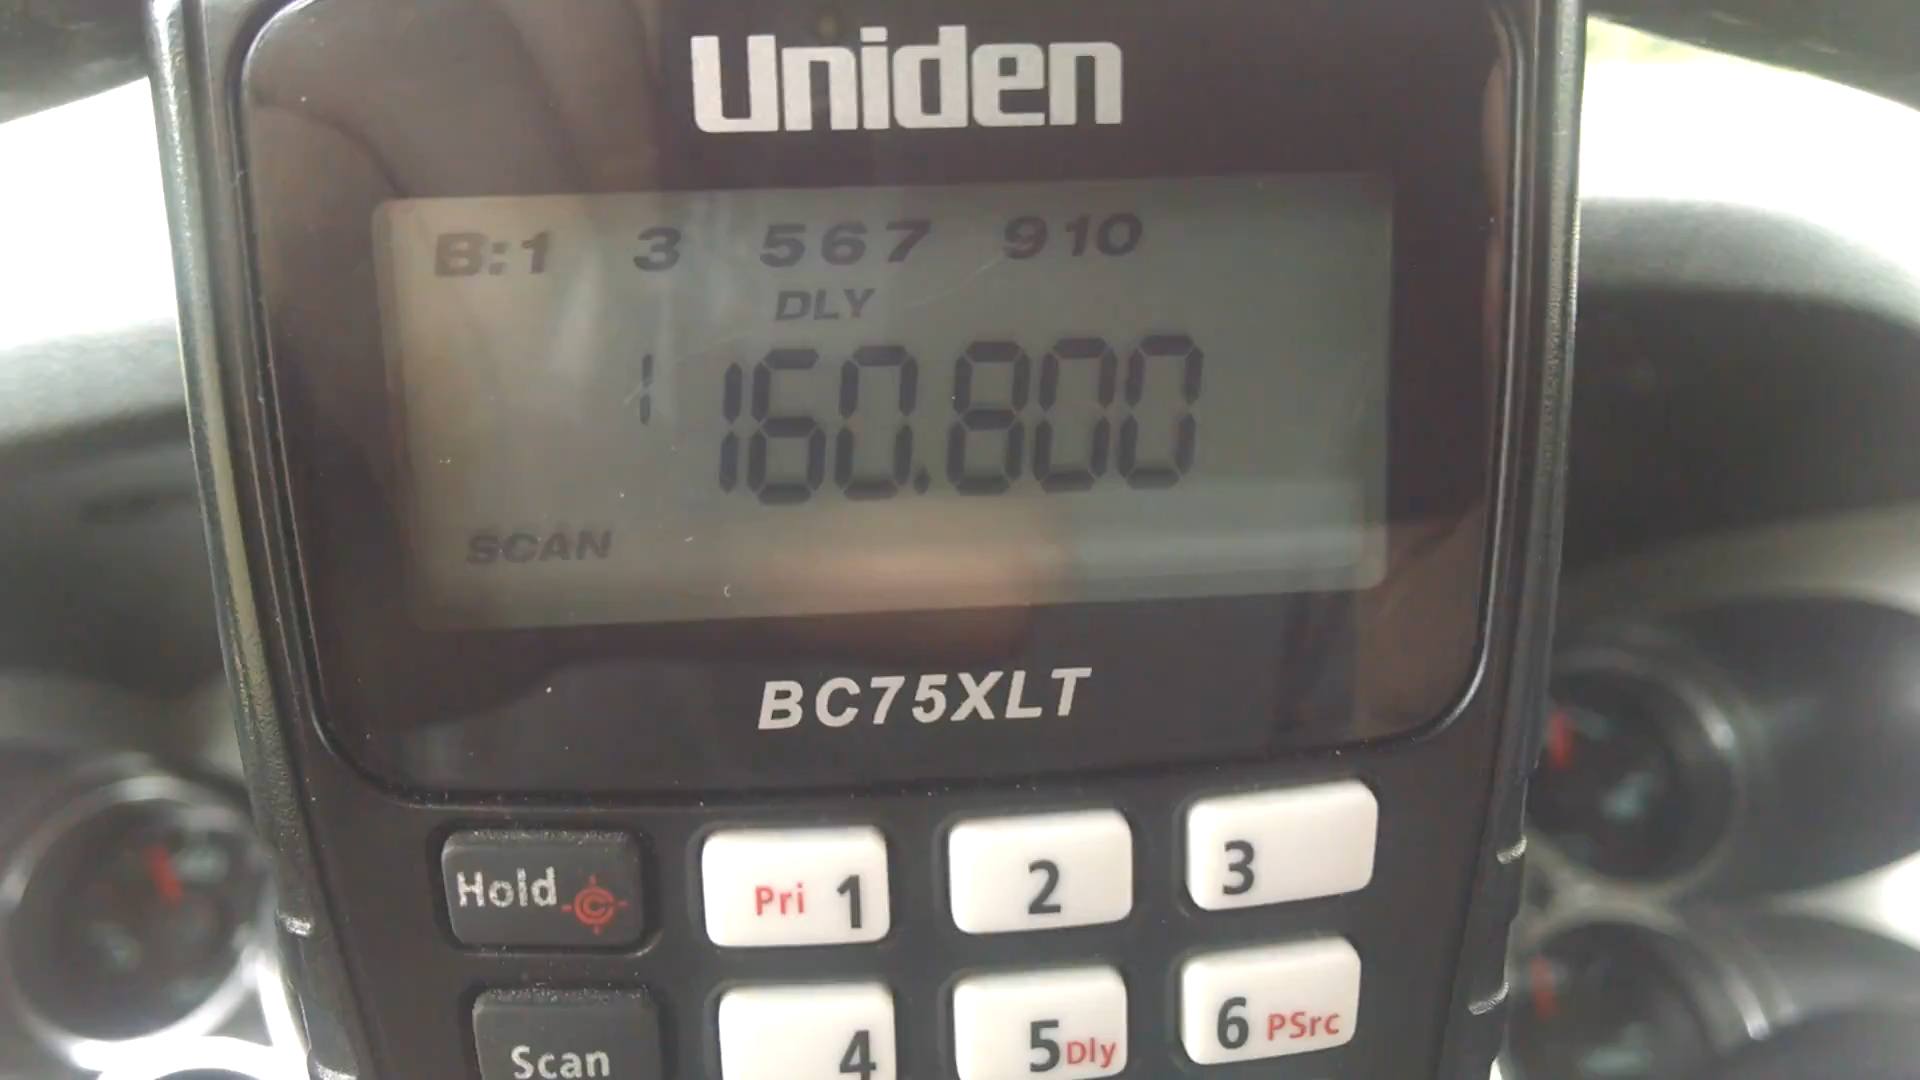 Uniden
B:1 3 567 910
DLY
1 160.800
SCAN
BC75XLT
Hold C Pri 1 2 3
Scan 4 5 Dly 6 PSrc